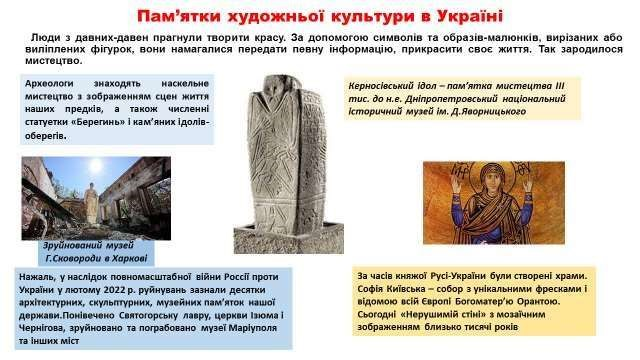 Пам’ятки художньої культури в Україні
Люди з давних-давен прагнули творити красу. За допомогою символів та образів-малюнків, вирізаних або
виліплених фігурок, вони намагалися передати певну інформацію, прикрасити своє життя. Так зародилося
мистецтво.
Археологи знаходять наскельне
мистецтво з зображенням сцен життя
наших предків, а також численні
статуетки «Берегинь» і кам’яних ідолів-
оберегів.
Керносівський ідол – пам’ятка мистецтва III
тис. до н.е. Дніпропетровський національний
історичний музей ім. Д.Яворницького
Зруйнований музей
Г.Сковороди в Харкові
Нажаль, у наслідок повномасштабної війни Россії проти
України у лютому 2022 р. руйнувань зазнали десятки
архітектурних, скульптурних, музейних пам’яток нашої
держави.Понівечено Святогорську лавру, церкви Ізюма і
Чернігова, зруйновано та пограбовано музеї Маріуполя
та інших міст
За часів княжої Русі-України були створені храми.
Софія Київська – собор з унікальними фресками і
відомою всій Європі Богоматер’ю Орантою.
Сьогодні «Нерушимій стіні» з мозаїчним
зображенням близько тисячі років